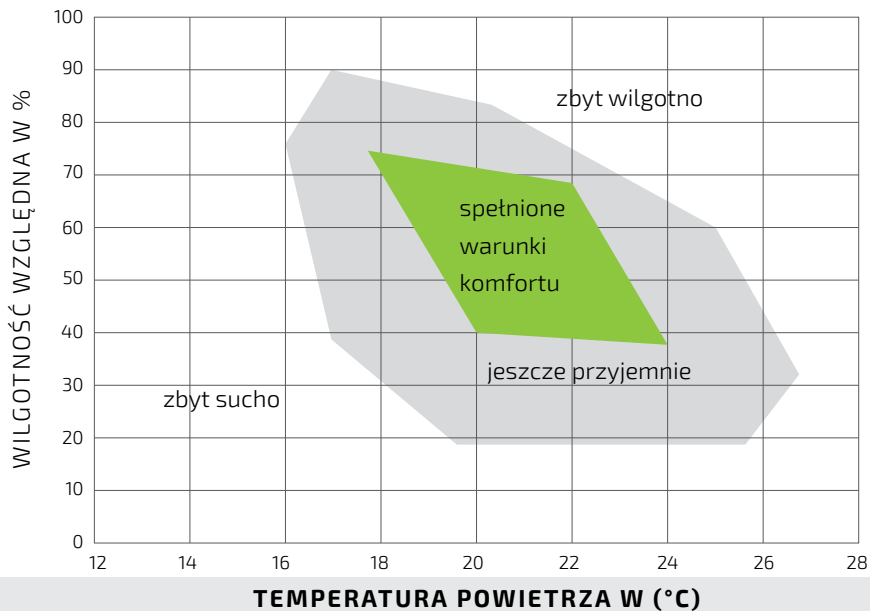 WILGOTNOŚĆ WZGLĘDNA W %
100
90
80
70
60
50
40
30
20
10
0
zbyt wilgotno
spełnione
warunki
komfortu
jeszcze przyjemnie
zbyt sucho
12 14 16 18 20 22 24 26 28
TEMPERATURA POWIETRZA W (°C)